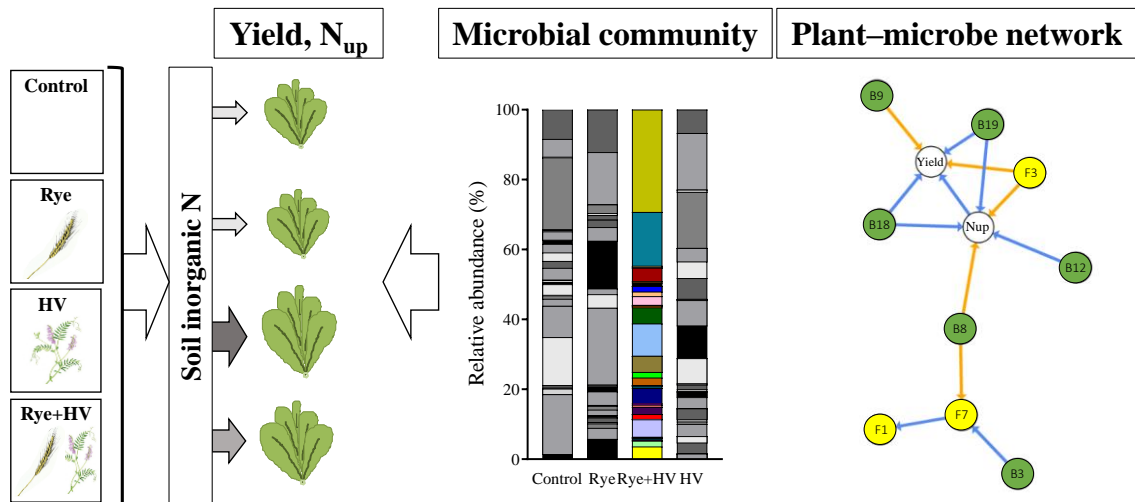 Yield, Nup
Microbial community
Plant–microbe network
Control
Rye
HV
Rye+HV
Soil inorganic N
Relative abundance (%)
100
80
60
40
20
0
Control Rye Rye+HV HV
B9
B19
Yield
F3
B18
Nup
B12
B8
F7
F1
B3